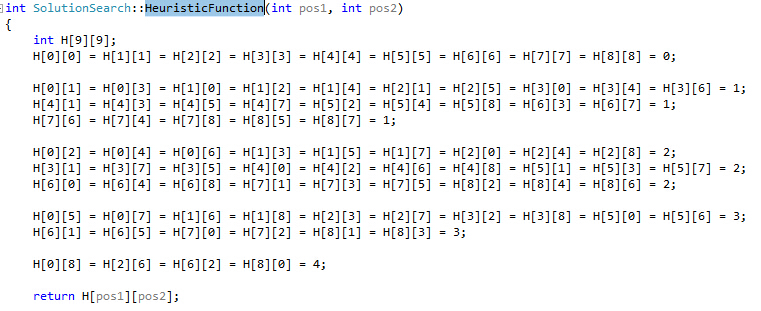 int SolutionSearch::HeuristicFunction(int pos1, int pos2)
{
int H[9][9];
H[0][0] = H[1][1] = H[2][2] = H[3][3] = H[4][4] = H[5][5] = H[6][6] = H[7][7] = H[8][8] = 0;
H[0][1] = H[0][3] = H[1][0] = H[1][2] = H[1][4] = H[2][1] = H[2][5] = H[3][0] = H[3][4] = H[3][6] = 1;
H[4][1] = H[4][3] = H[4][5] = H[4][7] = H[5][2] = H[5][4] = H[5][8] = H[6][3] = H[6][7] = 1;
H[7][6] = H[7][4] = H[7][8] = H[8][5] = H[8][7] = 1;
H[0][2] = H[0][4] = H[0][6] = H[1][3] = H[1][5] = H[1][7] = H[2][0] = H[2][4] = H[2][8] = 2;
H[3][1] = H[3][7] = H[3][5] = H[4][0] = H[4][2] = H[4][6] = H[4][8] = H[5][1] = H[5][3] = H[5][7] = 2;
H[6][0] = H[6][4] = H[6][8] = H[7][1] = H[7][3] = H[7][5] = H[8][2] = H[8][4] = H[8][6] = 2;
H[0][5] = H[0][7] = H[1][6] = H[1][8] = H[2][3] = H[2][7] = H[3][2] = H[3][8] = H[5][0] = H[5][6] = 3;
H[6][1] = H[6][5] = H[7][0] = H[7][2] = H[8][1] = H[8][3] = 3;
H[0][8] = H[2][6] = H[6][2] = H[8][0] = 4;
return H[pos1][pos2];